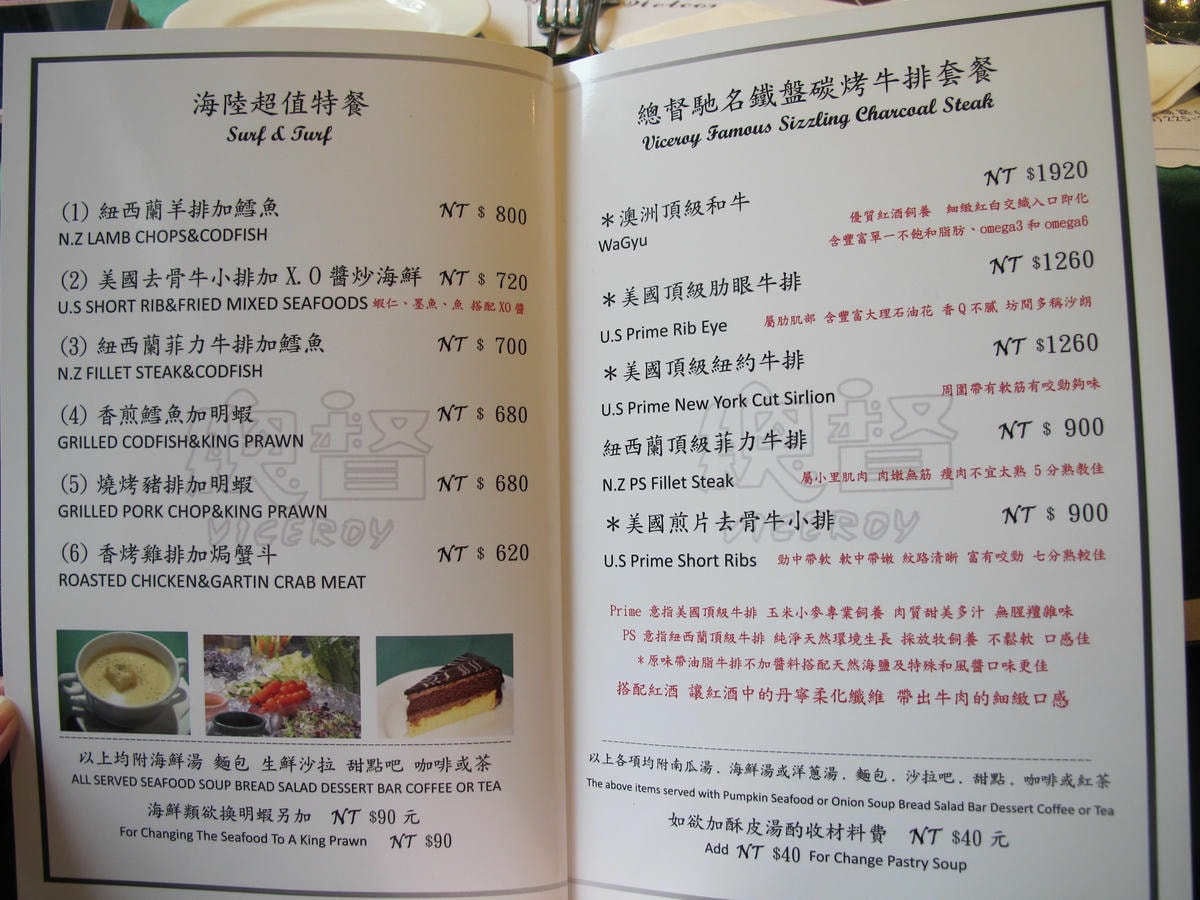 海陸超值特餐
Surf & Turf
(1) 紐西蘭羊排加鱈魚 NT $ 800
N.Z LAMB CHOPS&CODFISH
(2) 美國去骨牛小排加 X.O 醬炒海鮮 NT $ 720
U.S SHORT RIB&FRIED MIXED SEAFOODS 蝦仁、墨魚、魚 搭配 XO 醬
(3) 紐西蘭菲力牛排加鱈魚 NT $ 700
N.Z FILLET STEAK&CODFISH
(4) 香煎鱈魚加明蝦 NT $ 680
GRILLED CODFISH&KING PRAWN
(5) 燒烤豬排加明蝦 NT $ 680
GRILLED PORK CHOP&KING PRAWN
(6) 香烤雞排加焗蟹斗 NT $ 620
ROASTED CHICKEN&GARTIN CRAB MEAT
VICEROY
以上均附海鮮湯 麵包 生鮮沙拉 甜點吧 咖啡或茶
ALL SERVED SEAFOOD SOUP BREAD SALAD DESSERT BAR COFFEE OR TEA
海鮮類欲換明蝦另加 NT $90 元
For Changing The Seafood To A King Prawn NT $90
總督馳名鐵盤碳烤牛排套餐
Viceroy Famous Sizzling Charcoal Steak
NT $1920
＊澳洲頂級和牛 優質紅酒飼養 細緻紅白交織入口即化
WaGyu 含豐富單一不飽和脂肪、omega3 和 omega6
＊美國頂級肋眼牛排 NT $1260
U.S Prime Rib Eye 屬肋肌部 含豐富大理石油花 香Q不膩 坊間多稱沙朗
＊美國頂級紐約牛排 NT $1260
U.S Prime New York Cut Sirlion 周圍帶有軟筋有咬勁夠味
紐西蘭頂級菲力牛排 NT $ 900
N.Z PS Fillet Steak 屬小里肌肉 肉嫩無筋 瘦肉不宜太熟 5 分熟教佳
＊美國煎片去骨牛小排 NT $ 900
U.S Prime Short Ribs 勁中帶軟 軟中帶嫩 紋路清晰 富有咬勁 七分熟較佳
VICEROY
Prime 意指美國頂級牛排 玉米小麥專業飼養 肉質甜美多汁 無腥羶雜味
PS 意指紐西蘭頂級牛排 純淨天然環境生長 採放牧飼養 不鬆軟 口感佳
＊原味帶油脂牛排不加醬料搭配天然海鹽及特殊和風醬口味更佳
搭配紅酒 讓紅酒中的丹寧柔化纖維 帶出牛肉的細緻口感
以上各項均附南瓜湯．海鮮湯或洋蔥湯．麵包．沙拉吧．甜點．咖啡或紅茶
The above items served with Pumpkin Seafood or Onion Soup Bread Salad Bar Dessert Coffee or Tea
如欲加酥皮湯酌收材料費 NT $40 元
Add NT $40 For Change Pastry Soup